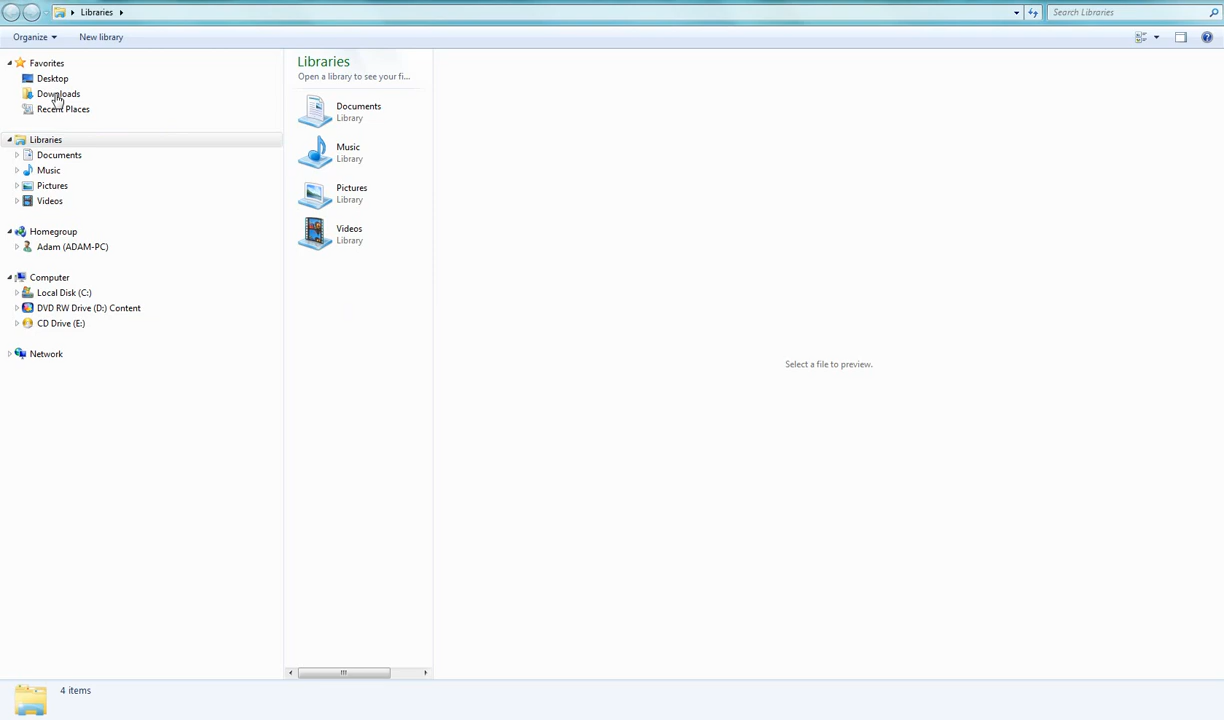 Libraries
Search Libraries
Organize
New library
Favorites
Desktop
Downloads
Recent Places
Libraries
Documents
Music
Pictures
Videos
Homegroup
Adam (ADAM-PC)
Computer
Local Disk (C:)
DVD RW Drive (D:) Content
CD Drive (E:)
Network
Libraries
Open a library to see your fi...
Documents
Library
Music
Library
Pictures
Library
Videos
Library
Select a file to preview.
4 items